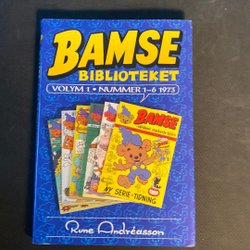 BAMSE
BIBLIOTEKET
VOLYM 1 • NUMMER 1–6 1973
BAMSE
NY SERIE-TIDNING
Rune Andréasson